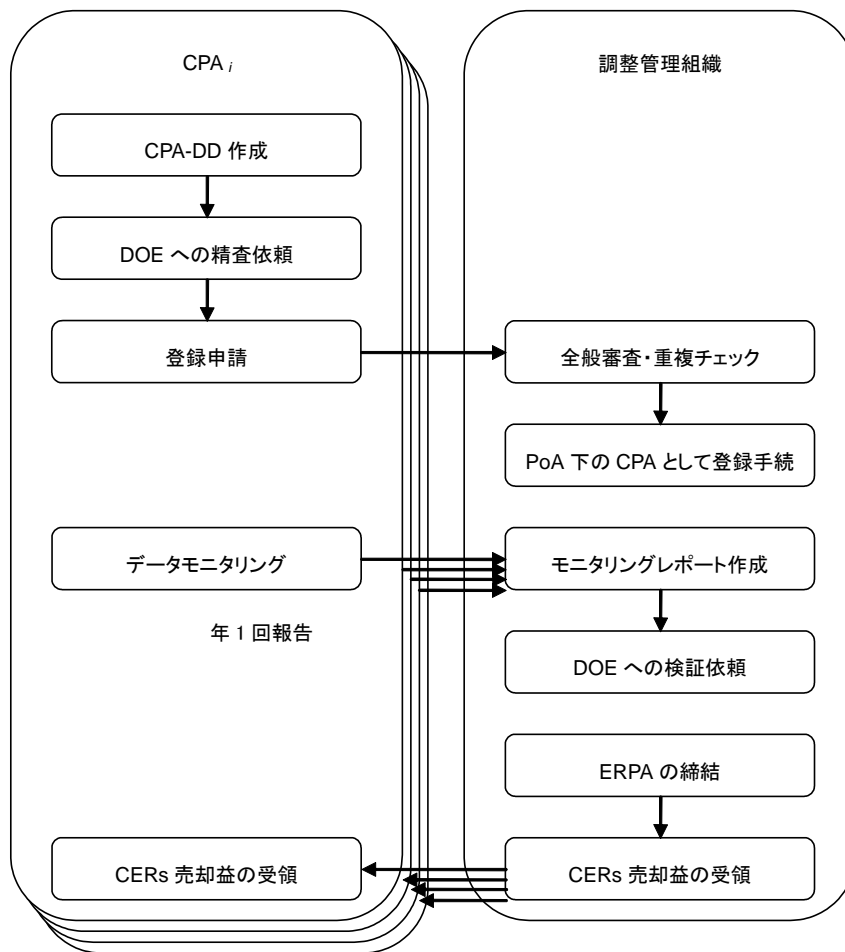 CPA i
調整管理組織
CPA-DD 作成
DOE への精査依頼
登録申請
全般審査・重複チェック
PoA 下の CPA として登録手続
データモニタリング
モニタリングレポート作成
年 1 回報告
DOE への検証依頼
ERPA の締結
CERs 売却益の受領
CERs 売却益の受領